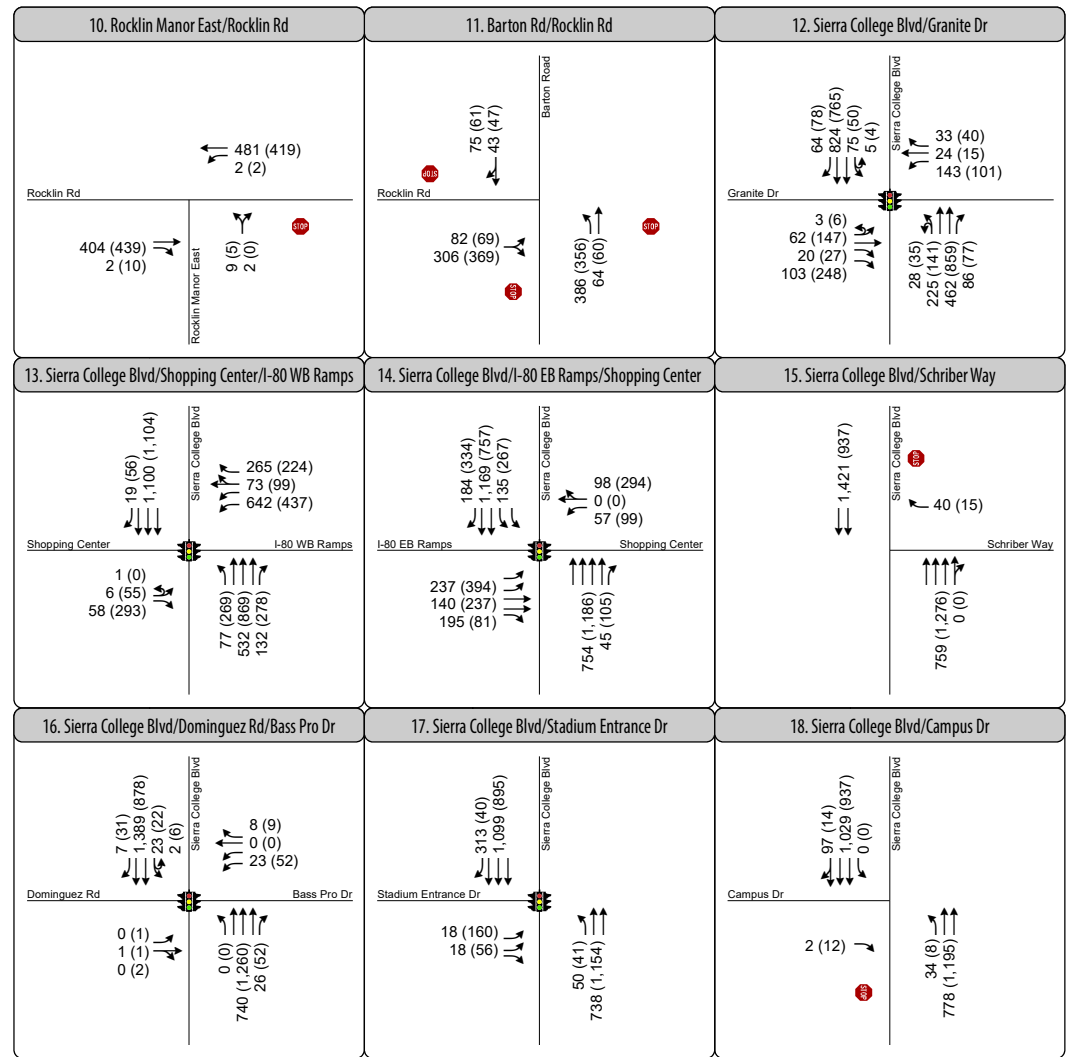 10. Rocklin Manor East/Rocklin Rd
481 (419)
2 (2)
Rocklin Rd
STOP
404 (439)
2 (10)
Rocklin Manor East
9 (5)
2 (0)
11. Barton Rd/Rocklin Rd
Barton Road
75 (61)
43 (47)
STOP
Rocklin Rd
STOP
82 (69)
306 (369)
STOP
386 (356)
64 (60)
12. Sierra College Blvd/Granite Dr
Sierra College Blvd
64 (78)
824 (765)
75 (50)
5 (4)
33 (40)
24 (15)
143 (101)
Granite Dr
3 (6)
62 (147)
20 (27)
103 (248)
28 (35)
225 (141)
462 (859)
86 (77)
13. Sierra College Blvd/Shopping Center/I-80 WB Ramps
Sierra College Blvd
19 (56)
1,100 (1,104)
265 (224)
73 (99)
642 (437)
Shopping Center
I-80 WB Ramps
1 (0)
6 (55)
58 (293)
77 (269)
532 (869)
132 (278)
14. Sierra College Blvd/I-80 EB Ramps/Shopping Center
Sierra College Blvd
184 (334)
1,169 (757)
135 (267)
98 (294)
0 (0)
57 (99)
I-80 EB Ramps
Shopping Center
237 (394)
140 (237)
195 (81)
754 (1,186)
45 (105)
15. Sierra College Blvd/Schriber Way
Sierra College Blvd
1,421 (937)
STOP
40 (15)
Schriber Way
759 (1,276)
0 (0)
16. Sierra College Blvd/Dominguez Rd/Bass Pro Dr
Sierra College Blvd
7 (31)
1,389 (878)
23 (22)
2 (6)
8 (9)
0 (0)
23 (52)
Dominguez Rd
Bass Pro Dr
0 (1)
1 (1)
0 (2)
0 (0)
740 (1,260)
26 (52)
17. Sierra College Blvd/Stadium Entrance Dr
Sierra College Blvd
313 (40)
1,099 (895)
Stadium Entrance Dr
18 (160)
18 (56)
50 (41)
738 (1,154)
18. Sierra College Blvd/Campus Dr
Sierra College Blvd
97 (14)
1,029 (937)
0 (0)
Campus Dr
2 (12)
STOP
34 (8)
778 (1,195)